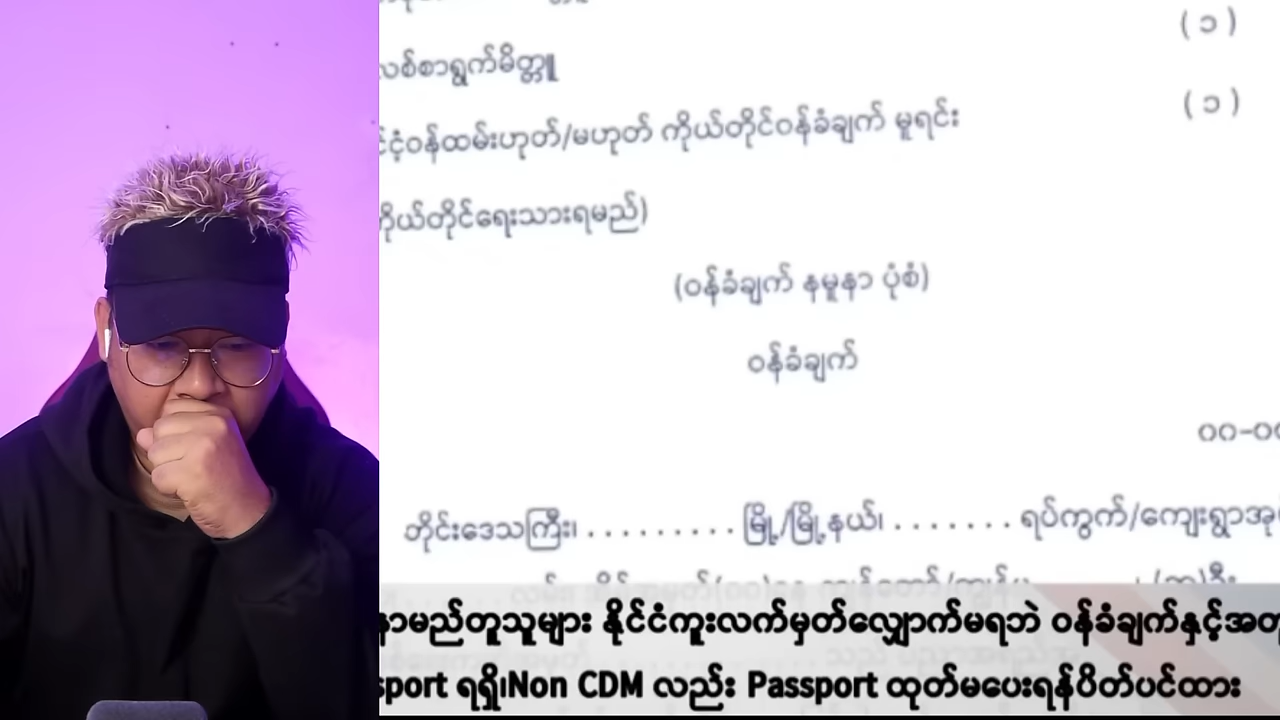 ( ၁ )
လစ်စာရွက်မိတ္တူ
င်ငံ့ဝန်ထမ်းဟုတ်/မဟုတ် ကိုယ်တိုင်ဝန်ခံချက် မူရင်း ( ၁ )
ကိုယ်တိုင်ရေးသားရမည်)
(ဝန်ခံချက် နမူနာ ပုံစံ)
ဝန်ခံချက်
၀၀-၀၀
တိုင်းဒေသကြီး၊ . . . . . . . . . မြို့/မြို့နယ်၊ . . . . . . . ရပ်ကွက်/ကျေးရွာအုပ်
နာမည်တူသူများ နိုင်ငံကူးလက်မှတ်လျှောက်မရဘဲ ဝန်ခံချက်နှင့်အတူ
sport ရရှိ၊Non CDM လည်း Passport ထုတ်မပေးရန်ပိတ်ပင်ထား